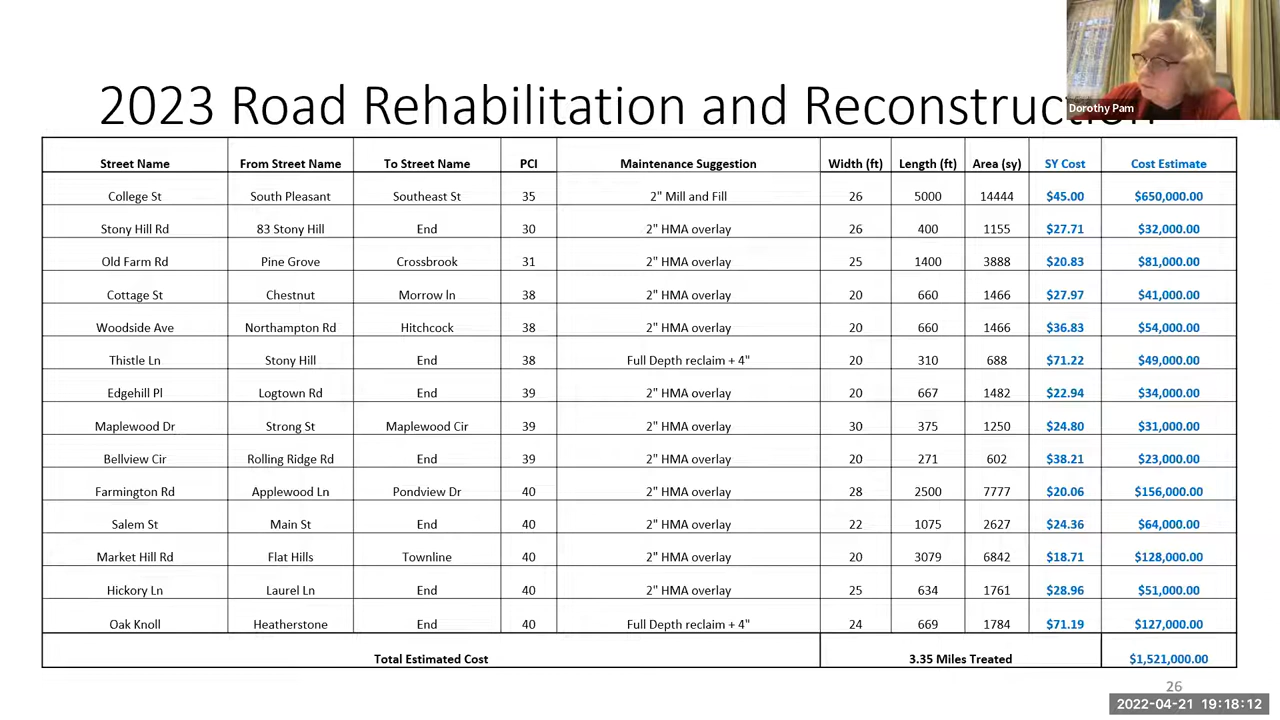 2023 Road Rehabilitation and Reconstruction
Dorothy Pam
Street Name From Street Name To Street Name PCI Maintenance Suggestion Width (ft) Length (ft) Area (sy) SY Cost Cost Estimate
College St South Pleasant Southeast St 35 2" Mill and Fill 26 5000 14444 $45.00 $650,000.00
Stony Hill Rd 83 Stony Hill End 30 2" HMA overlay 26 400 1155 $27.71 $32,000.00
Old Farm Rd Pine Grove Crossbrook 31 2" HMA overlay 25 1400 3888 $20.83 $81,000.00
Cottage St Chestnut Morrow ln 38 2" HMA overlay 20 660 1466 $27.97 $41,000.00
Woodside Ave Northampton Rd Hitchcock 38 2" HMA overlay 20 660 1466 $36.83 $54,000.00
Thistle Ln Stony Hill End 38 Full Depth reclaim + 4" 20 310 688 $71.22 $49,000.00
Edgehill Pl Logtown Rd End 39 2" HMA overlay 20 667 1482 $22.94 $34,000.00
Maplewood Dr Strong St Maplewood Cir 39 2" HMA overlay 30 375 1250 $24.80 $31,000.00
Bellview Cir Rolling Ridge Rd End 39 2" HMA overlay 20 271 602 $38.21 $23,000.00
Farmington Rd Applewood Ln Pondview Dr 40 2" HMA overlay 28 2500 7777 $20.06 $156,000.00
Salem St Main St End 40 2" HMA overlay 22 1075 2627 $24.36 $64,000.00
Market Hill Rd Flat Hills Townline 40 2" HMA overlay 20 3079 6842 $18.71 $128,000.00
Hickory Ln Laurel Ln End 40 2" HMA overlay 25 634 1761 $28.96 $51,000.00
Oak Knoll Heatherstone End 40 Full Depth reclaim + 4" 24 669 1784 $71.19 $127,000.00
Total Estimated Cost 3.35 Miles Treated $1,521,000.00
26
2022-04-21 19:18:12